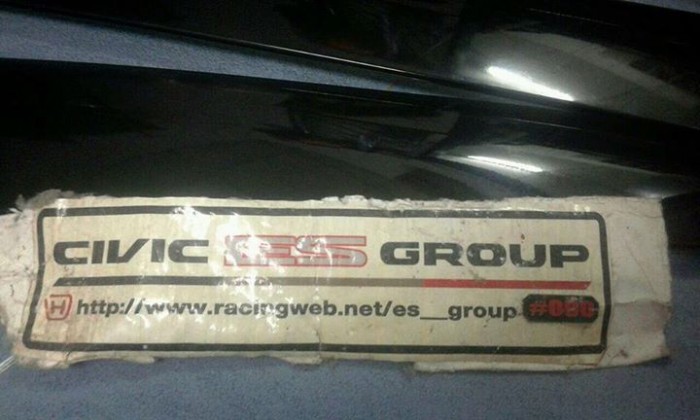 CIVIC ES GROUP
http://www.racingweb.net/es__group